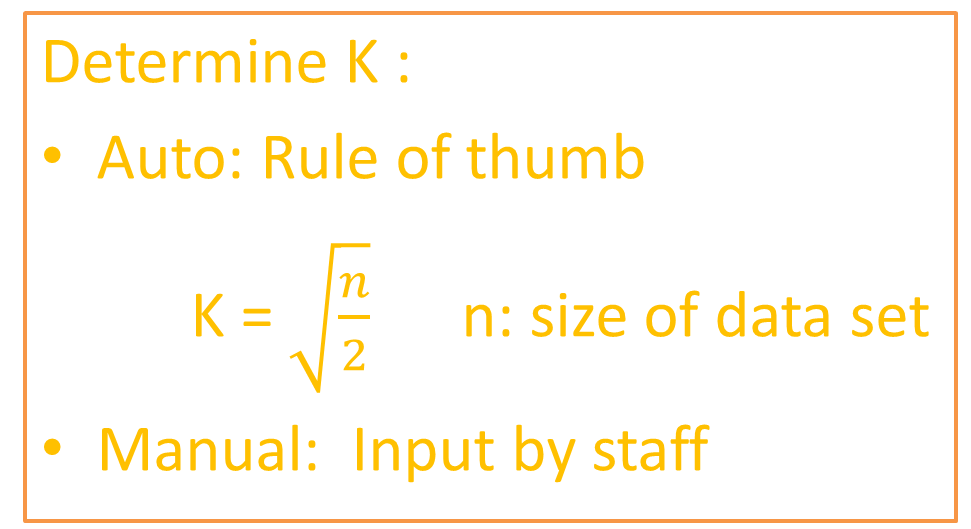 Determine K :
• Auto: Rule of thumb
K = √(n/2) n: size of data set
• Manual: Input by staff